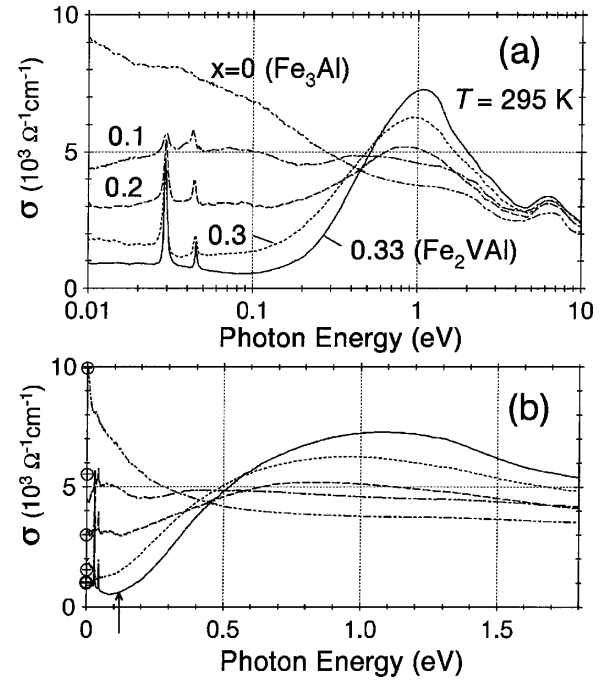 10
5
0
σ (10³ Ω⁻¹cm⁻¹)
(a)
x=0 (Fe₃Al)
T = 295 K
0.1
0.2
0.3
0.33 (Fe₂VAl)
0.01
0.1
1
10
Photon Energy (eV)
10
5
0
σ (10³ Ω⁻¹cm⁻¹)
(b)
0
0.5
1.0
1.5
Photon Energy (eV)